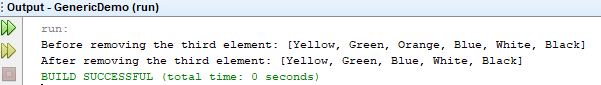 Output - GenericDemo (run)
run:
Before removing the third element: [Yellow, Green, Orange, Blue, White, Black]
After removing the third element: [Yellow, Green, Blue, White, Black]
BUILD SUCCESSFUL (total time: 0 seconds)